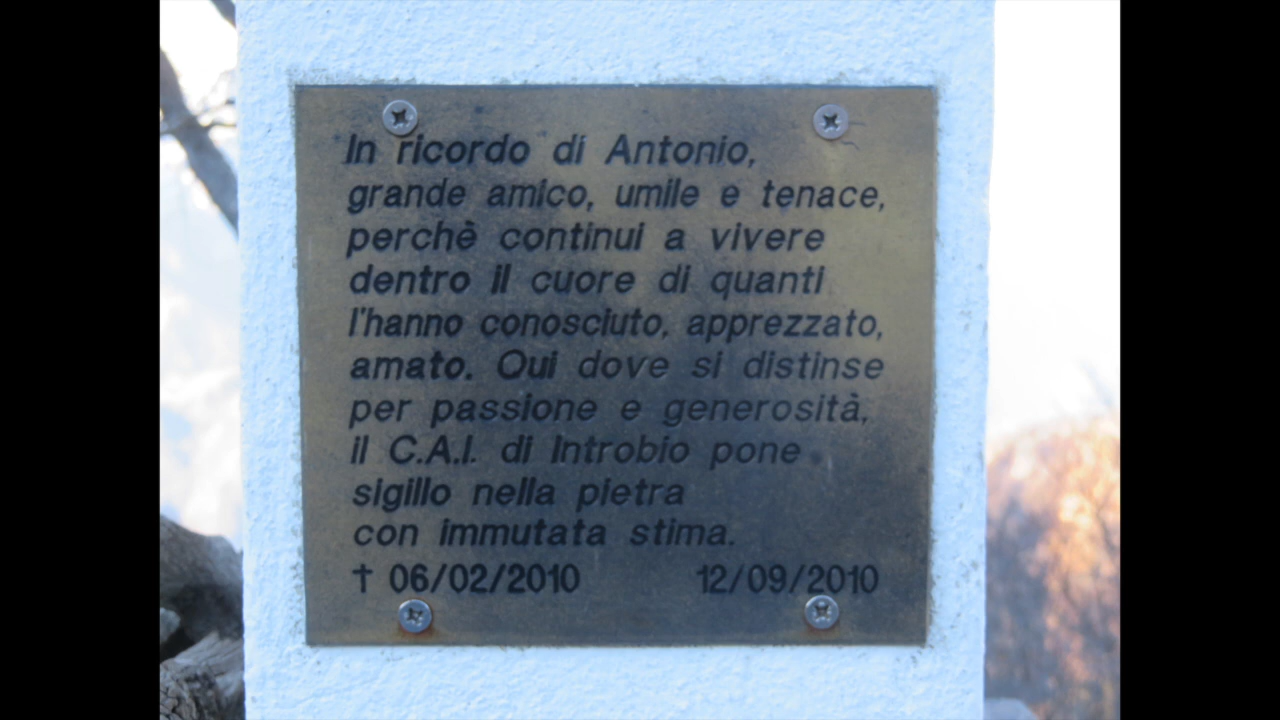 In ricordo di Antonio,
grande amico, umile e tenace,
perchè continui a vivere
dentro il cuore di quanti
l'hanno conosciuto, apprezzato,
amato. Qui dove si distinse
per passione e generosità,
il C.A.I. di Introbio pone
sigillo nella pietra
con immutata stima.
† 06/02/2010 12/09/2010